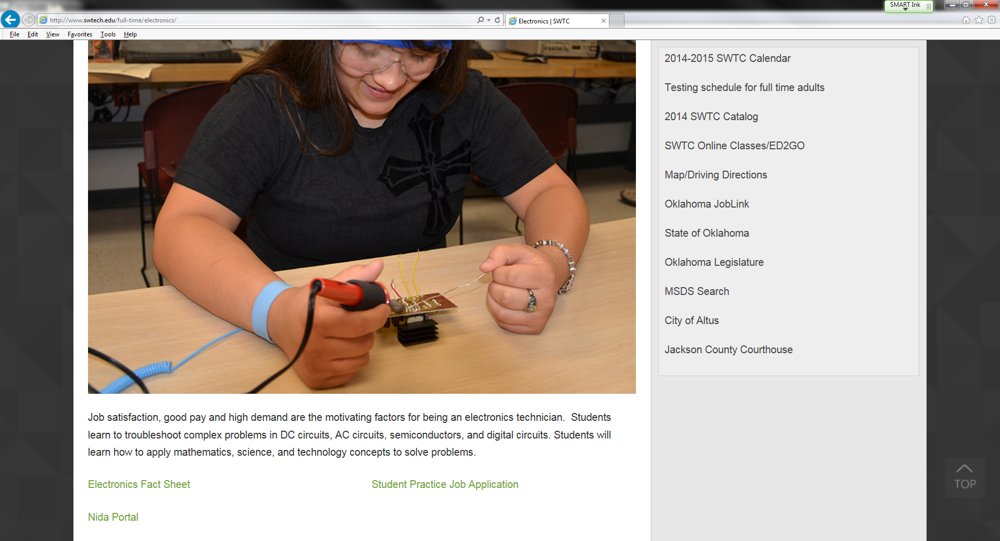 SMART Ink
http://www.swtech.edu/full-time/electronics/
Electronics | SWTC
File Edit View Favorites Tools Help
2014-2015 SWTC Calendar
Testing schedule for full time adults
2014 SWTC Catalog
SWTC Online Classes/ED2GO
Map/Driving Directions
Oklahoma JobLink
State of Oklahoma
Oklahoma Legislature
MSDS Search
City of Altus
Jackson County Courthouse
Job satisfaction, good pay and high demand are the motivating factors for being an electronics technician. Students
learn to troubleshoot complex problems in DC circuits, AC circuits, semiconductors, and digital circuits. Students will
learn how to apply mathematics, science, and technology concepts to solve problems.
Electronics Fact Sheet
Student Practice Job Application
Nida Portal
TOP